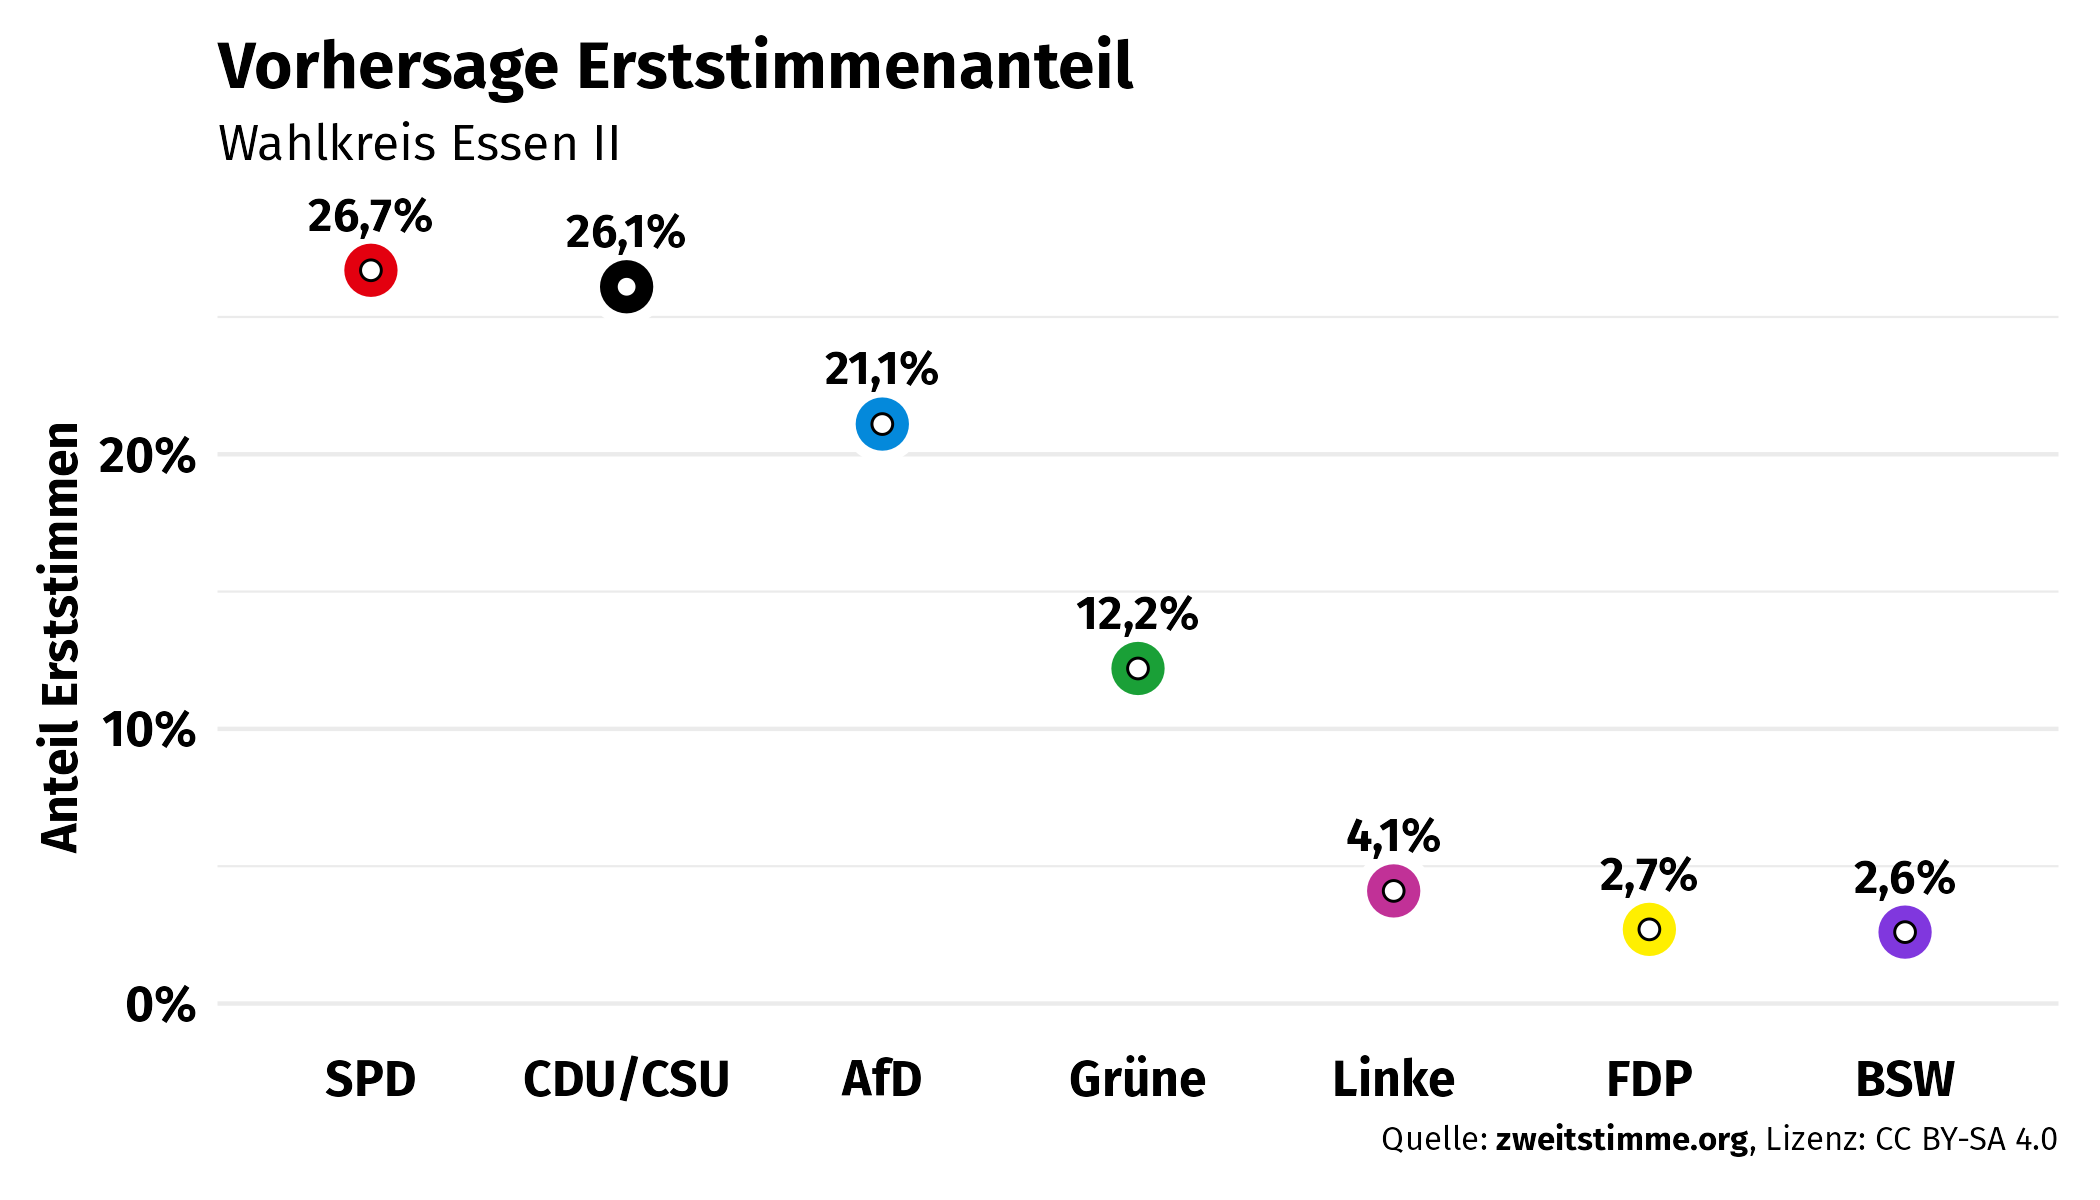 Vorhersage Erststimmenanteil
Wahlkreis Essen II
26,7%
26,1%
21,1%
12,2%
4,1%
2,7%
2,6%
Anteil Erststimmen
20%
10%
0%
SPD
CDU/CSU
AfD
Grüne
Linke
FDP
BSW
Quelle: zweitstimme.org, Lizenz: CC BY-SA 4.0